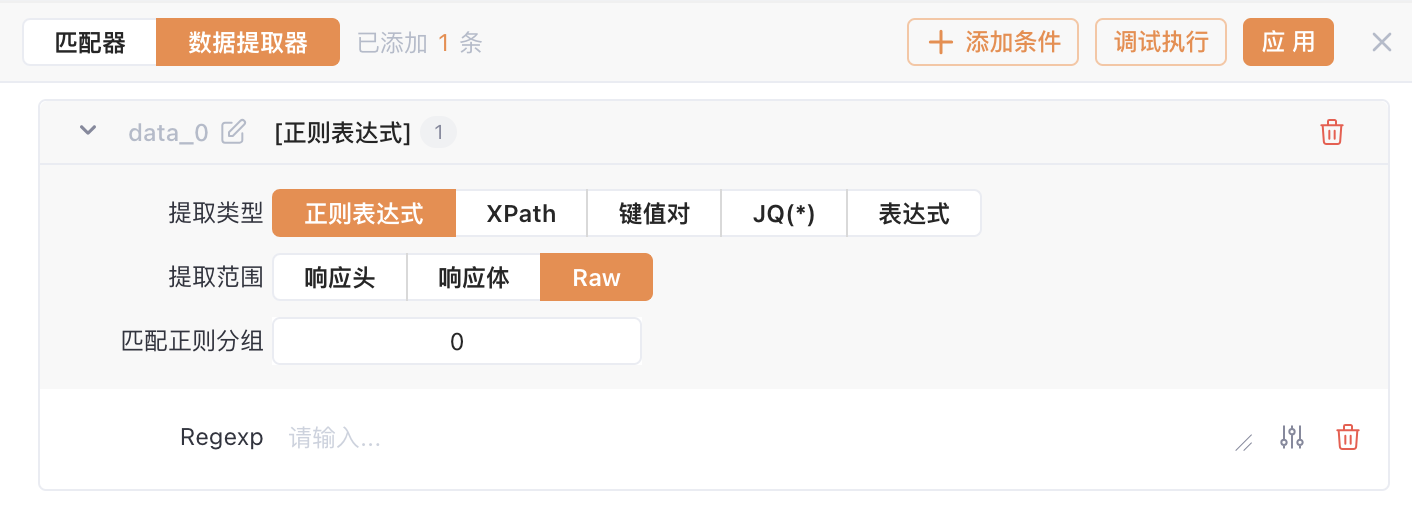 匹配器 数据提取器 已添加 1 条 添加条件 调试执行 应 用
data_0 [正则表达式] 1
提取类型 正则表达式 XPath 键值对 JQ(*) 表达式
提取范围 响应头 响应体 Raw
匹配正则分组 0
Regexp 请输入...